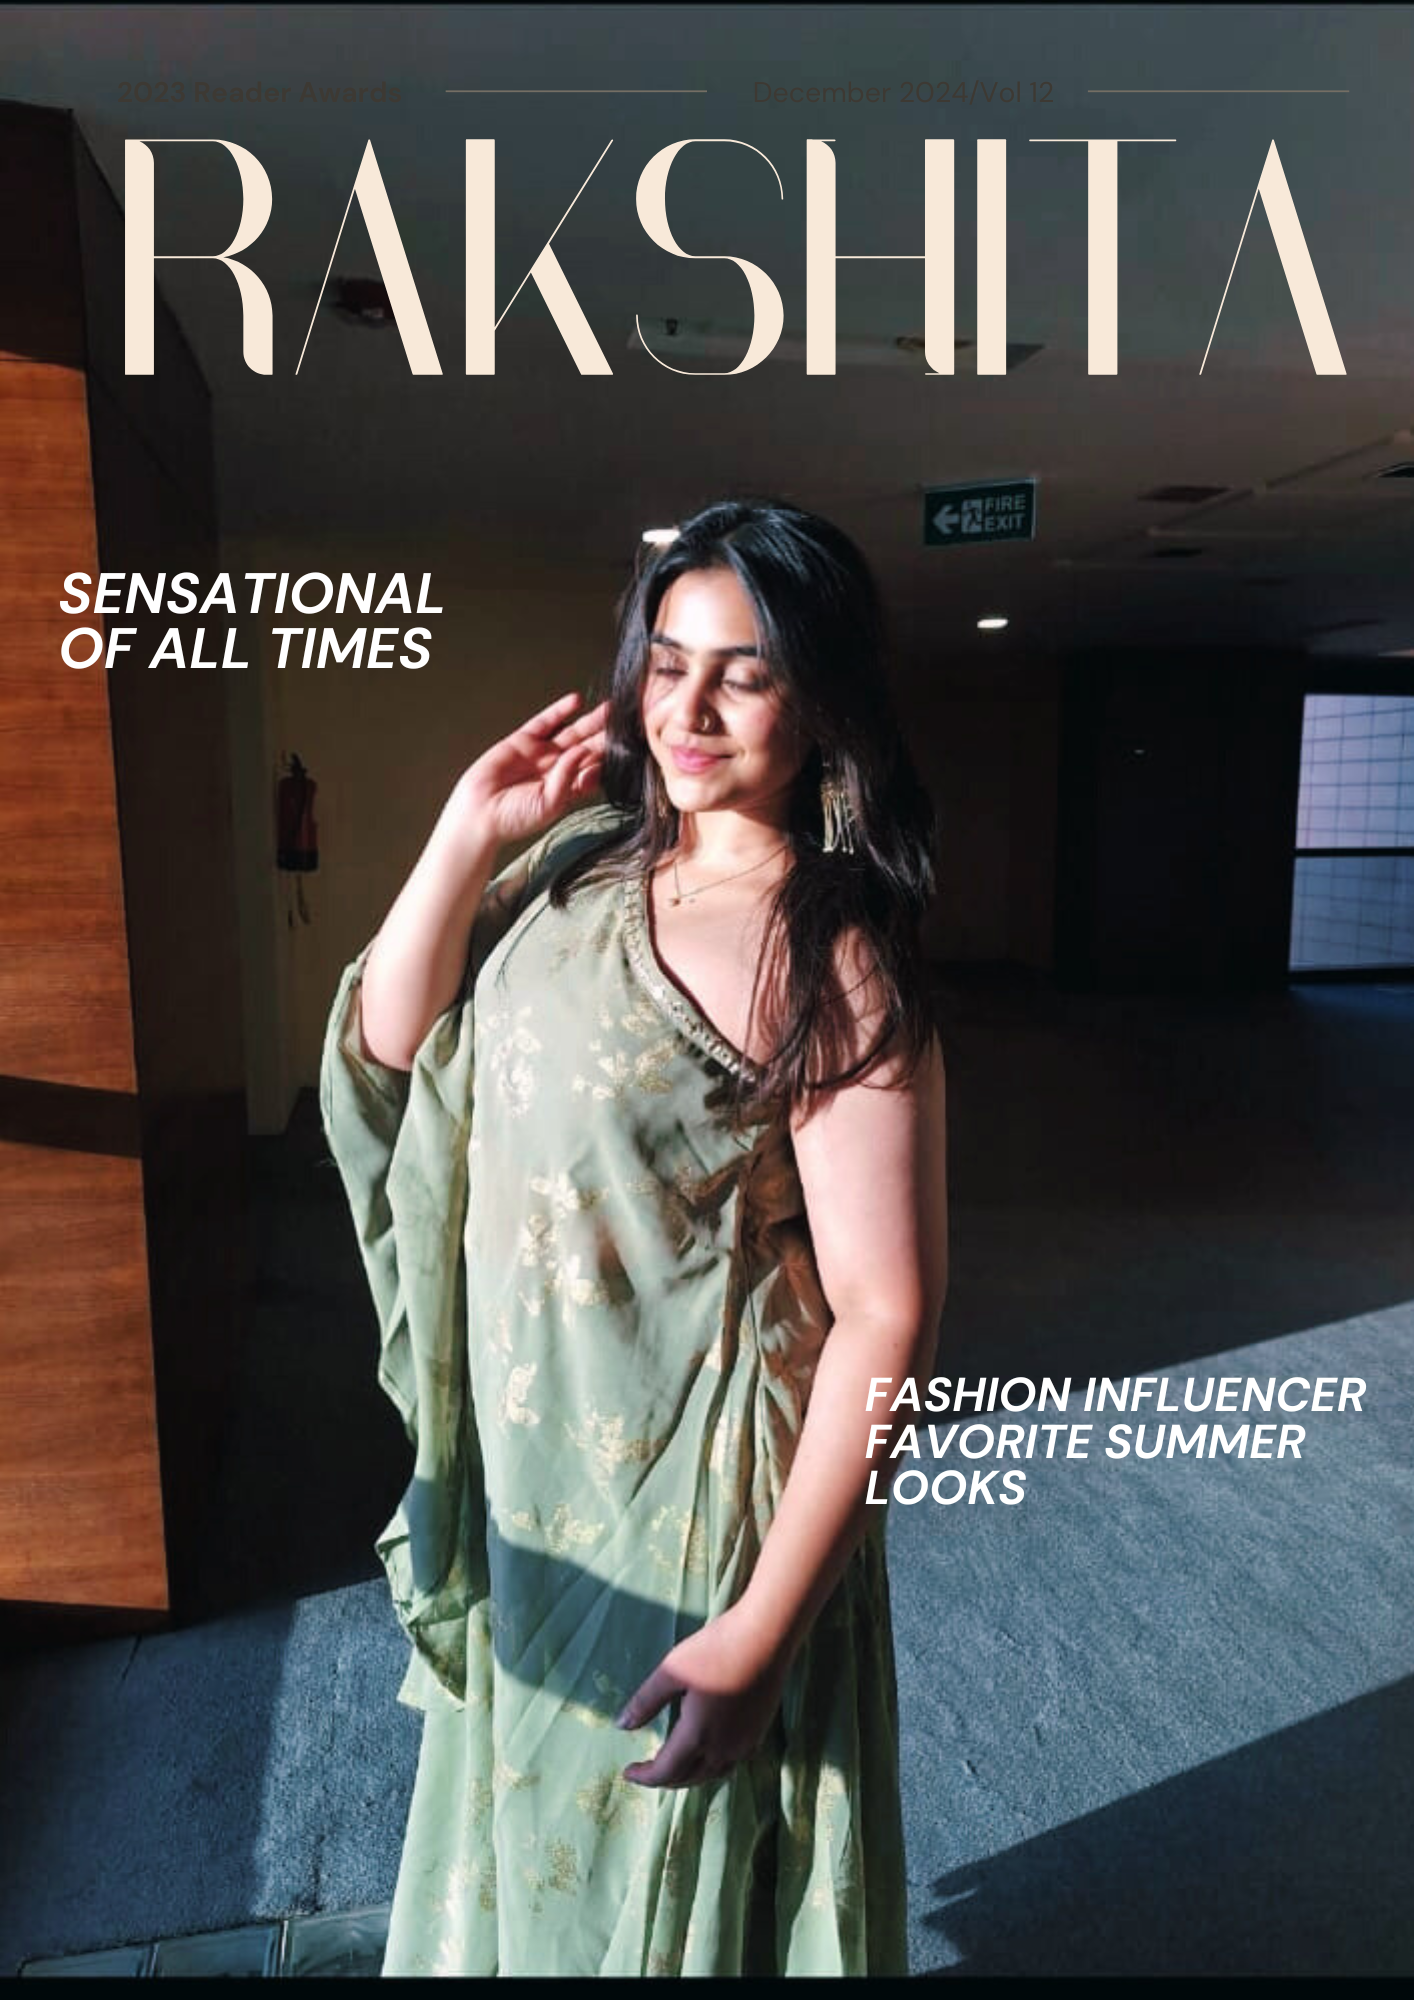 2023 Reader Awards
December 2024/Vol 12
RAKSHITA
FIRE
EXIT
SENSATIONAL
OF ALL TIMES
FASHION INFLUENCER
FAVORITE SUMMER
LOOKS